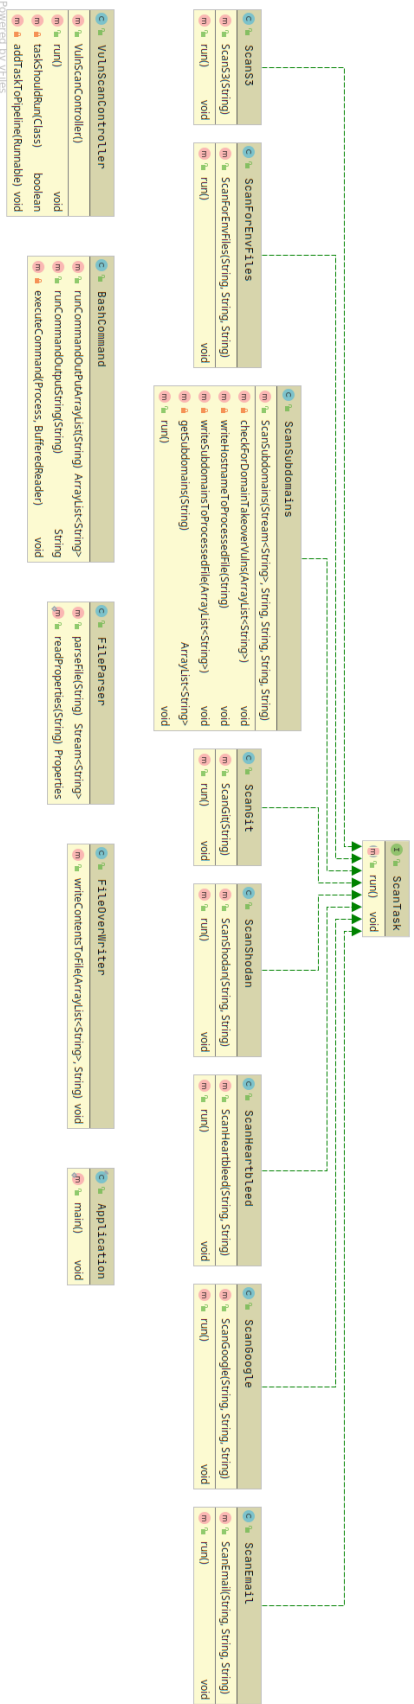 ScanTask
run() void
ScanS3
ScanS3(String)
run() void
ScanForEnvFiles
ScanForEnvFiles(String, String, String)
run() void
ScanSubdomains
ScanSubdomains(Stream<String>, String, String, String, String)
checkForDomainTakeoverVulns(ArrayList<String>) void
writeHostnameToProcessedFile(String) void
writeSubdomainsToProcessedFile(ArrayList<String>) void
getSubdomains(String) ArrayList<String>
run() void
ScanGit
ScanGit(String)
run() void
ScanShodan
ScanShodan(String, String)
run() void
ScanHeartbleed
ScanHeartbleed(String, String)
run() void
ScanGoogle
ScanGoogle(String, String, String)
run() void
ScanEmail
ScanEmail(String, String, String)
run() void
VulnScanController
VulnScanController()
run() void
taskShouldRun(Class) boolean
addTaskToPipeline(Runnable) void
BashCommand
runCommandOutPutArrayList(String) ArrayList<String>
runCommandOutputString(String) String
executeCommand(Process, BufferedReader) void
FileParser
parseFile(String) Stream<String>
readProperties(String) Properties
FileOverWriter
writeContentsToFile(ArrayList<String>, String) void
Application
main() void
Powered by yFiles